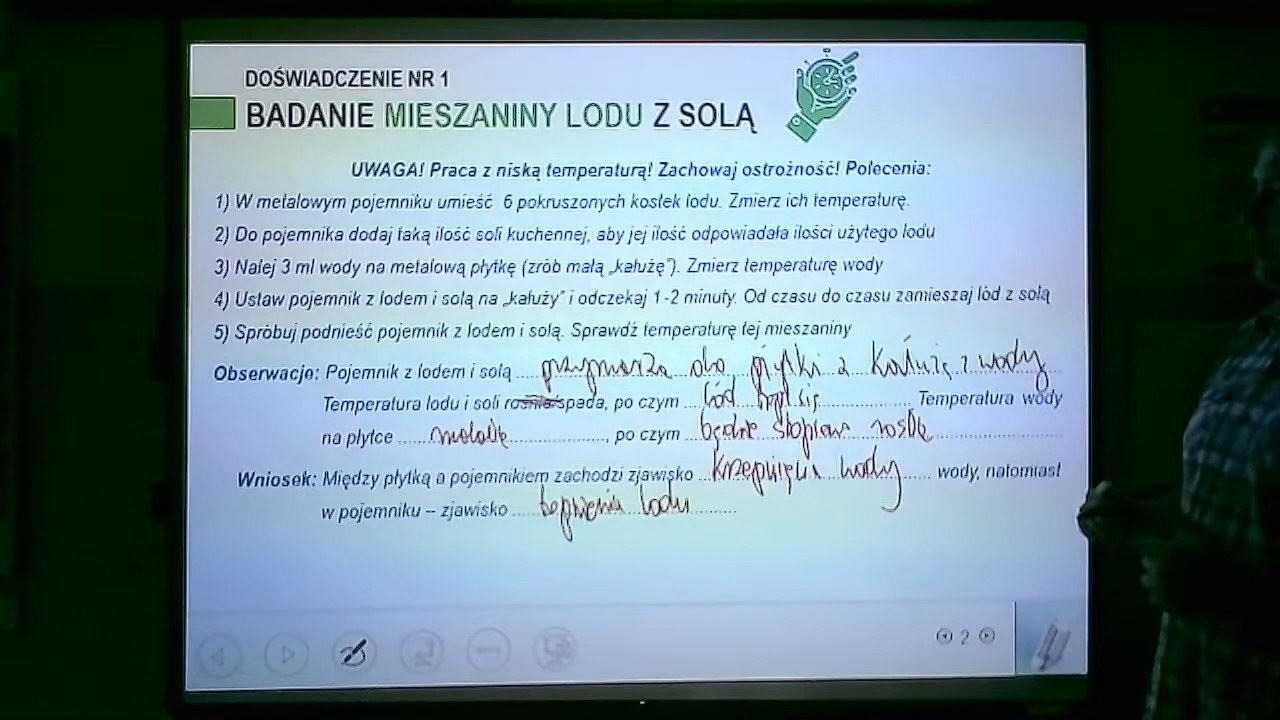 DOŚWIADCZENIE NR 1
BADANIE MIESZANINY LODU Z SOLĄ
UWAGA! Praca z niską temperaturą! Zachowaj ostrożność! Polecenia:
1) W metalowym pojemniku umieść 6 pokruszonych kostek lodu. Zmierz ich temperaturę.
2) Do pojemnika dodaj taką ilość soli kuchennej, aby jej ilość odpowiadała ilości użytego lodu
3) Nalej 3 ml wody na metalową płytkę (zrób małą „kałużę"). Zmierz temperaturę wody
4) Ustaw pojemnik z lodem i solą na „kałuży" i odczekaj 1-2 minuty. Od czasu do czasu zamieszaj lód z solą
5) Spróbuj podnieść pojemnik z lodem i solą. Sprawdź temperaturę tej mieszaniny
Obserwacje: Pojemnik z lodem i solą ... przymarza do płytki z kałużą z wody
Temperatura lodu i soli rośnie spada, po czym ... lód ... Temperatura wody
na płytce ... maleje ..., po czym ... będzie stopniowo rosła ...
Wniosek: Między płytką a pojemnikiem zachodzi zjawisko ... krzepnięcia wody ... wody, natomiast
w pojemniku – zjawisko ... topnienia lodu ...
2